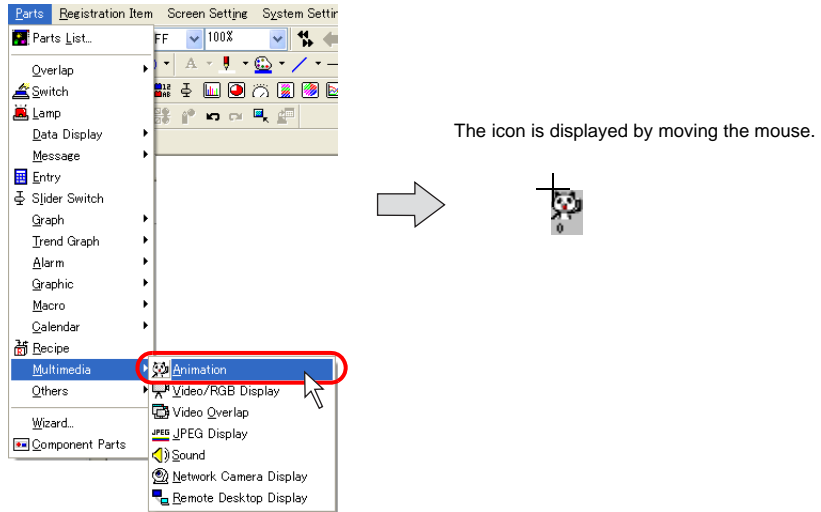 Parts Registration Item Screen Setting System Settin
Parts List...
FF 100%
Overlap
A
Switch
Lamp
Data Display
Message
Entry
Slider Switch
Graph
Trend Graph
Alarm
Graphic
Macro
Calendar
Recipe
Multimedia
Others
Wizard...
Component Parts
Animation
Video/RGB Display
Video Overlap
JPEG JPEG Display
Sound
Network Camera Display
Remote Desktop Display
The icon is displayed by moving the mouse.
0